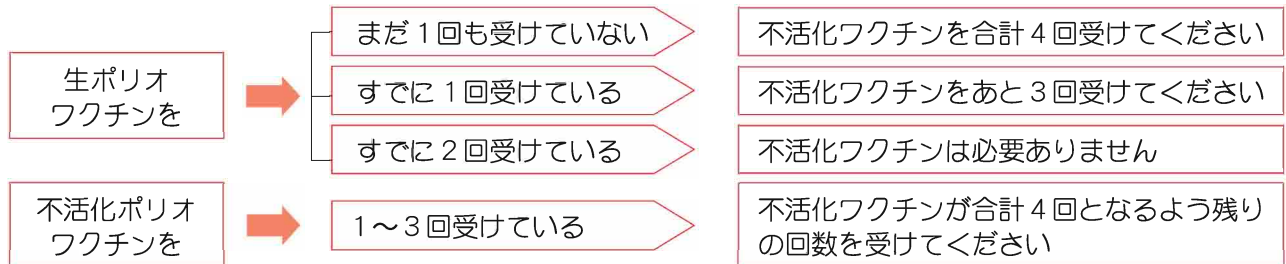 生ポリオ
ワクチンを
まだ１回も受けていない
不活化ワクチンを合計４回受けてください
すでに１回受けている
不活化ワクチンをあと３回受けてください
すでに２回受けている
不活化ワクチンは必要ありません
不活化ポリオ
ワクチンを
１～３回受けている
不活化ワクチンが合計４回となるよう残り
の回数を受けてください